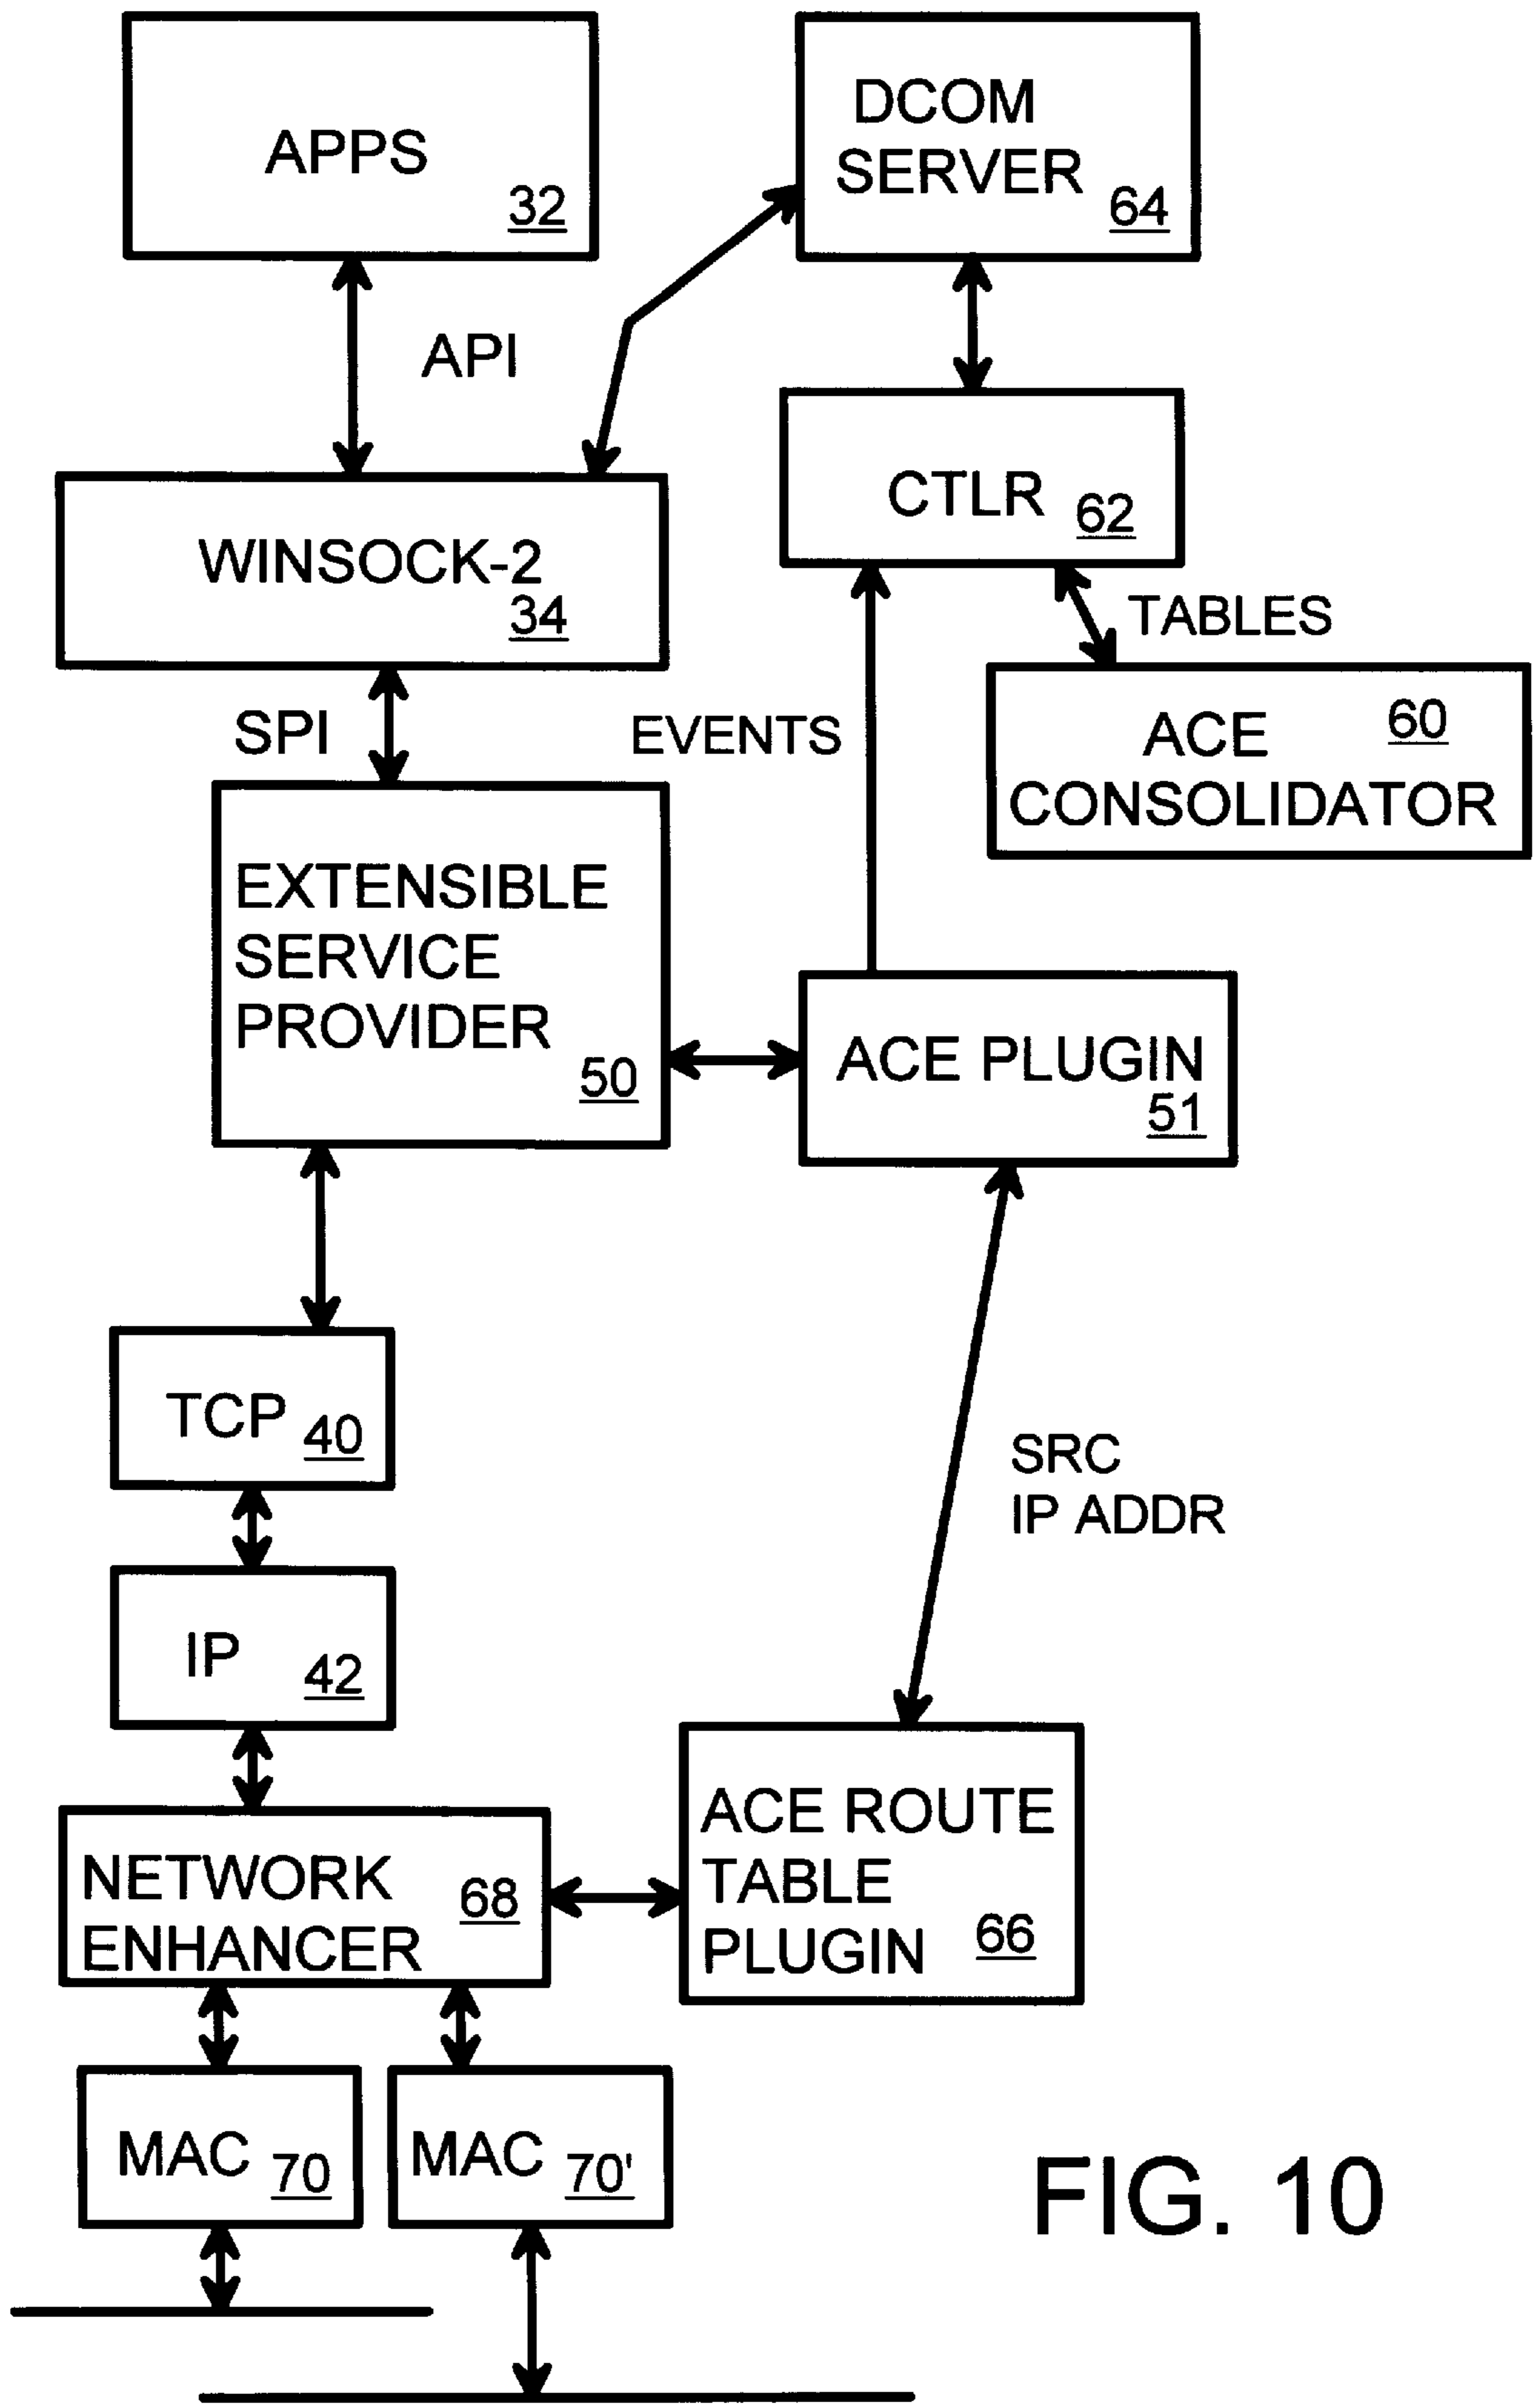 APPS
32
DCOM
SERVER
64
API
CTLR
62
WINSOCK-2
34
TABLES
SPI
EVENTS
ACE
60
CONSOLIDATOR
EXTENSIBLE
SERVICE
PROVIDER
50
ACE PLUGIN
51
TCP
40
SRC
IP ADDR
IP
42
ACE ROUTE
TABLE
PLUGIN
66
NETWORK
ENHANCER
68
MAC
70
MAC
70'
FIG. 10